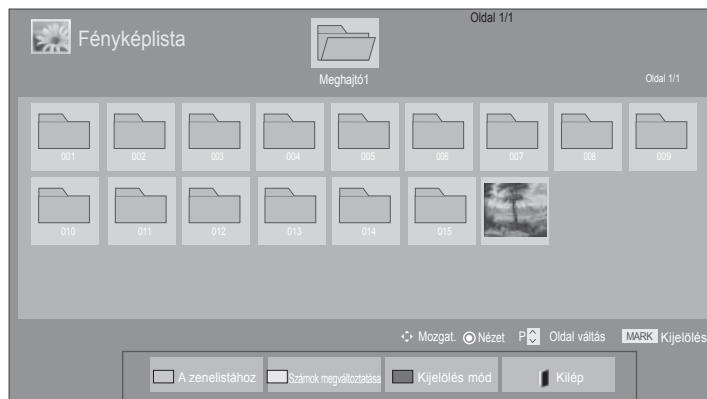 Oldal 1/1
Fényképlista
Meghajtó1
Oldal 1/1
001 002 003 004 005 006 007 008 009
010 011 012 013 014 015
Mozgat. Nézet P Oldal váltás MARK Kijelölés
A zenelistához Számok megváltoztatása Kijelölés mód Kilép